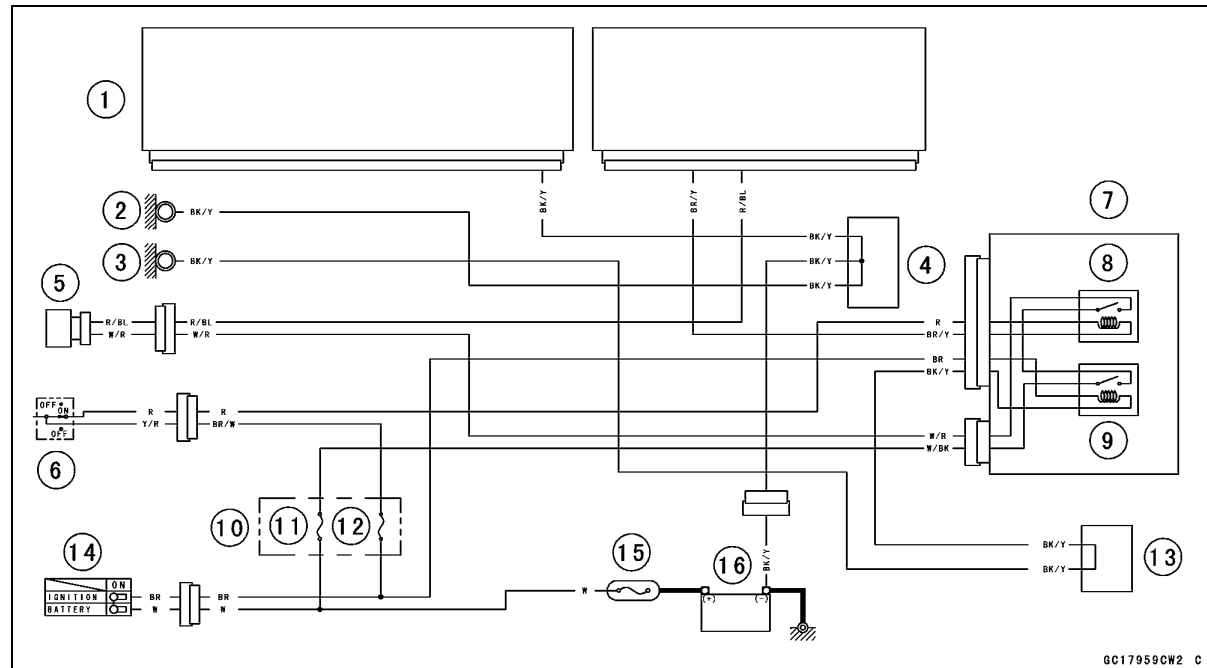 1
BK/Y
BR/Y
R/BL
2
BK/Y
7
3
BK/Y
BK/Y
BK/Y
BK/Y
4
8
5
R/BL
W/R
R/BL
W/R
R
BR/Y
BR
BK/Y
OFF
ON
OFF
R
Y/R
R
BR/W
6
W/R
W/BK
9
10
11
12
BK/Y
BK/Y
BK/Y
13
14
15
16
ON
IGNITION
BATTERY
BR
W
BR
W
W
(+)
(-)
GC17959CW2 C